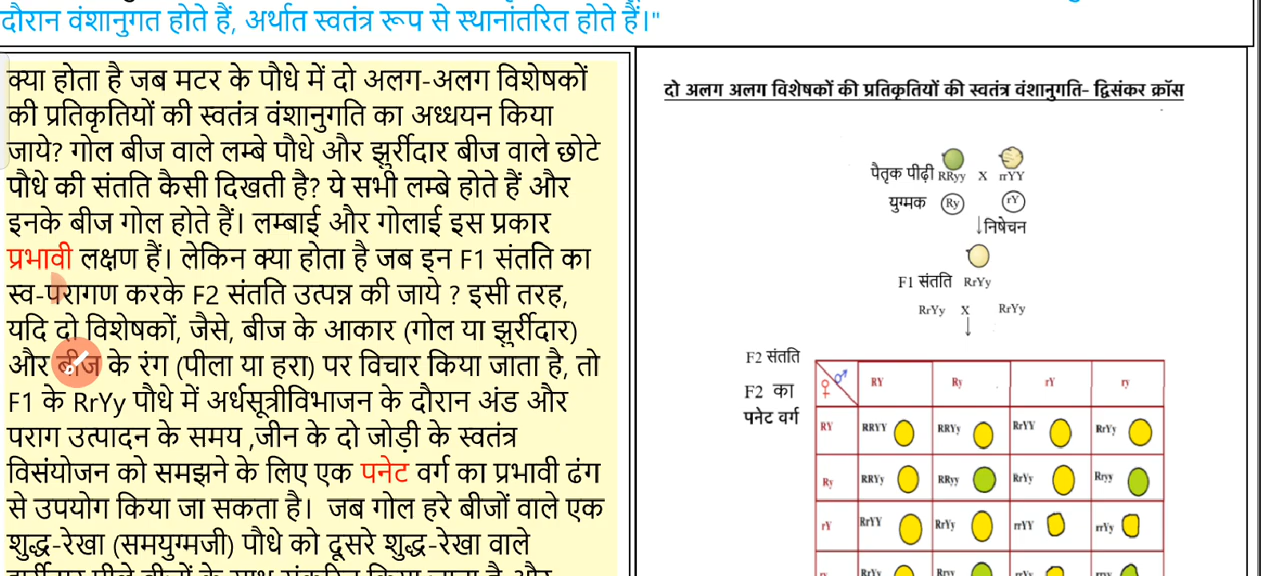 दौरान वंशानुगत होते हैं, अर्थात स्वतंत्र रूप से स्थानांतरित होते हैं।"
क्या होता है जब मटर के पौधे में दो अलग-अलग विशेषकों
की प्रतिकृतियों की स्वतंत्र वंशानुगति का अध्धयन किया
जाये? गोल बीज वाले लम्बे पौधे और झुर्रीदार बीज वाले छोटे
पौधे की संतति कैसी दिखती है? ये सभी लम्बे होते हैं और
इनके बीज गोल होते हैं। लम्बाई और गोलाई इस प्रकार
प्रभावी लक्षण हैं। लेकिन क्या होता है जब इन F1 संतति का
स्व-परागण करके F2 संतति उत्पन्न की जाये ? इसी तरह,
यदि दो विशेषकों, जैसे, बीज के आकार (गोल या झुर्रीदार)
और बीज के रंग (पीला या हरा) पर विचार किया जाता है, तो
F1 के RrYy पौधे में अर्धसूत्रीविभाजन के दौरान अंड और
पराग उत्पादन के समय ,जीन के दो जोड़ी के स्वतंत्र
विसंयोजन को समझने के लिए एक पनेट वर्ग का प्रभावी ढंग
से उपयोग किया जा सकता है। जब गोल हरे बीजों वाले एक
शुद्ध-रेखा (समयुग्मजी) पौधे को दूसरे शुद्ध-रेखा वाले
दो अलग अलग विशेषकों की प्रतिकृतियों की स्वतंत्र वंशानुगति- द्विसंकर क्रॉस
पैतृक पीढ़ी RRyy X rrYY
युग्मक Ry rY
निषेचन
F1 संतति RrYy
RrYy X RrYy
F2 संतति
F2 का
पनेट वर्ग
♀ ♂ RY Ry rY ry
RY RRYY RRYy RrYY RrYy
Ry RRYy RRyy RrYy Rryy
rY RrYY RrYy rrYY rrYy
RrYy Rryy